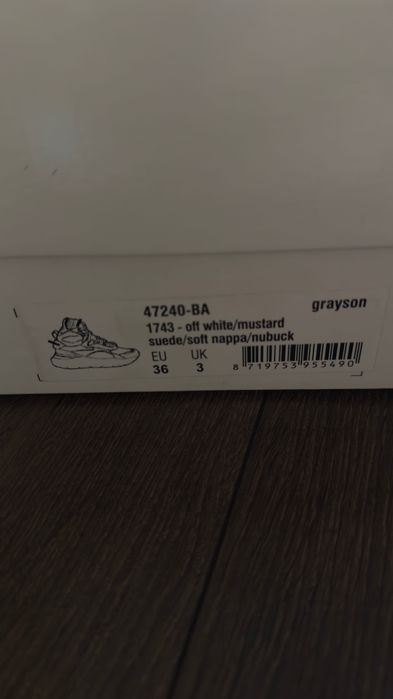 47240-BA
grayson
1743 - off white/mustard
suede/soft nappa/nubuck
EU UK
36 3
8 719753 955490